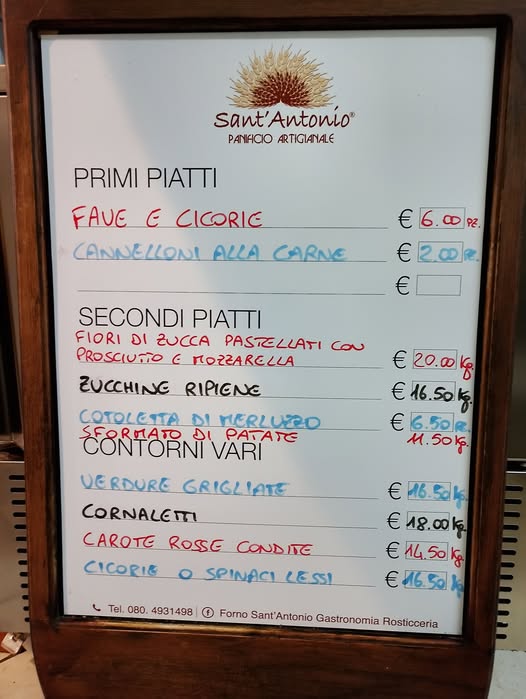 Sant'Antonio®
PANIFICIO ARTIGIANALE
PRIMI PIATTI
FAVE E CICORIE € 6.00 PZ.
CANNELLONI ALLA CARNE € 2.00 PZ.
€
SECONDI PIATTI
FIORI DI ZUCCA PASTELLATI CON
PROSCIUTTO E MOZZARELLA € 20.00 Kg.
ZUCCHINE RIPIENE € 16.50 Kg.
COTOLETTA DI MERLUZZO € 6.50 PZ.
SFORMATO DI PATATE 11.50 Kg.
CONTORNI VARI
VERDURE GRIGLIATE € 16.50 Kg.
CORNALETTI € 18.00 Kg.
CAROTE ROSSE CONDITE € 14.50 Kg.
CICORIE O SPINACI LESSI € 16.50 Kg.
Tel. 080. 4931498 | Forno Sant'Antonio Gastronomia Rosticceria